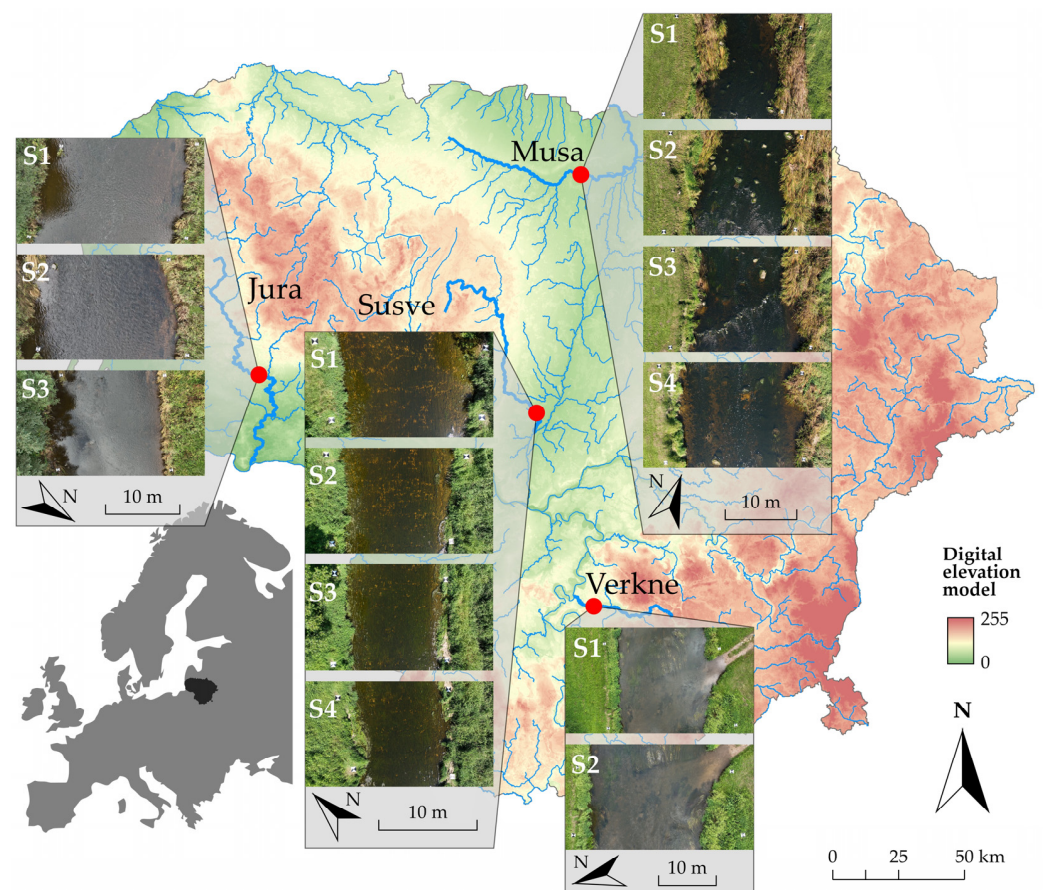 S1
Musa
S2
S3
S4
10 m
N
S1
S2
S3
Jura
N
10 m
Susve
S1
S2
S3
S4
N
10 m
Verkne
S1
S2
N
10 m
Digital
elevation
model
255
0
N
0 25 50 km